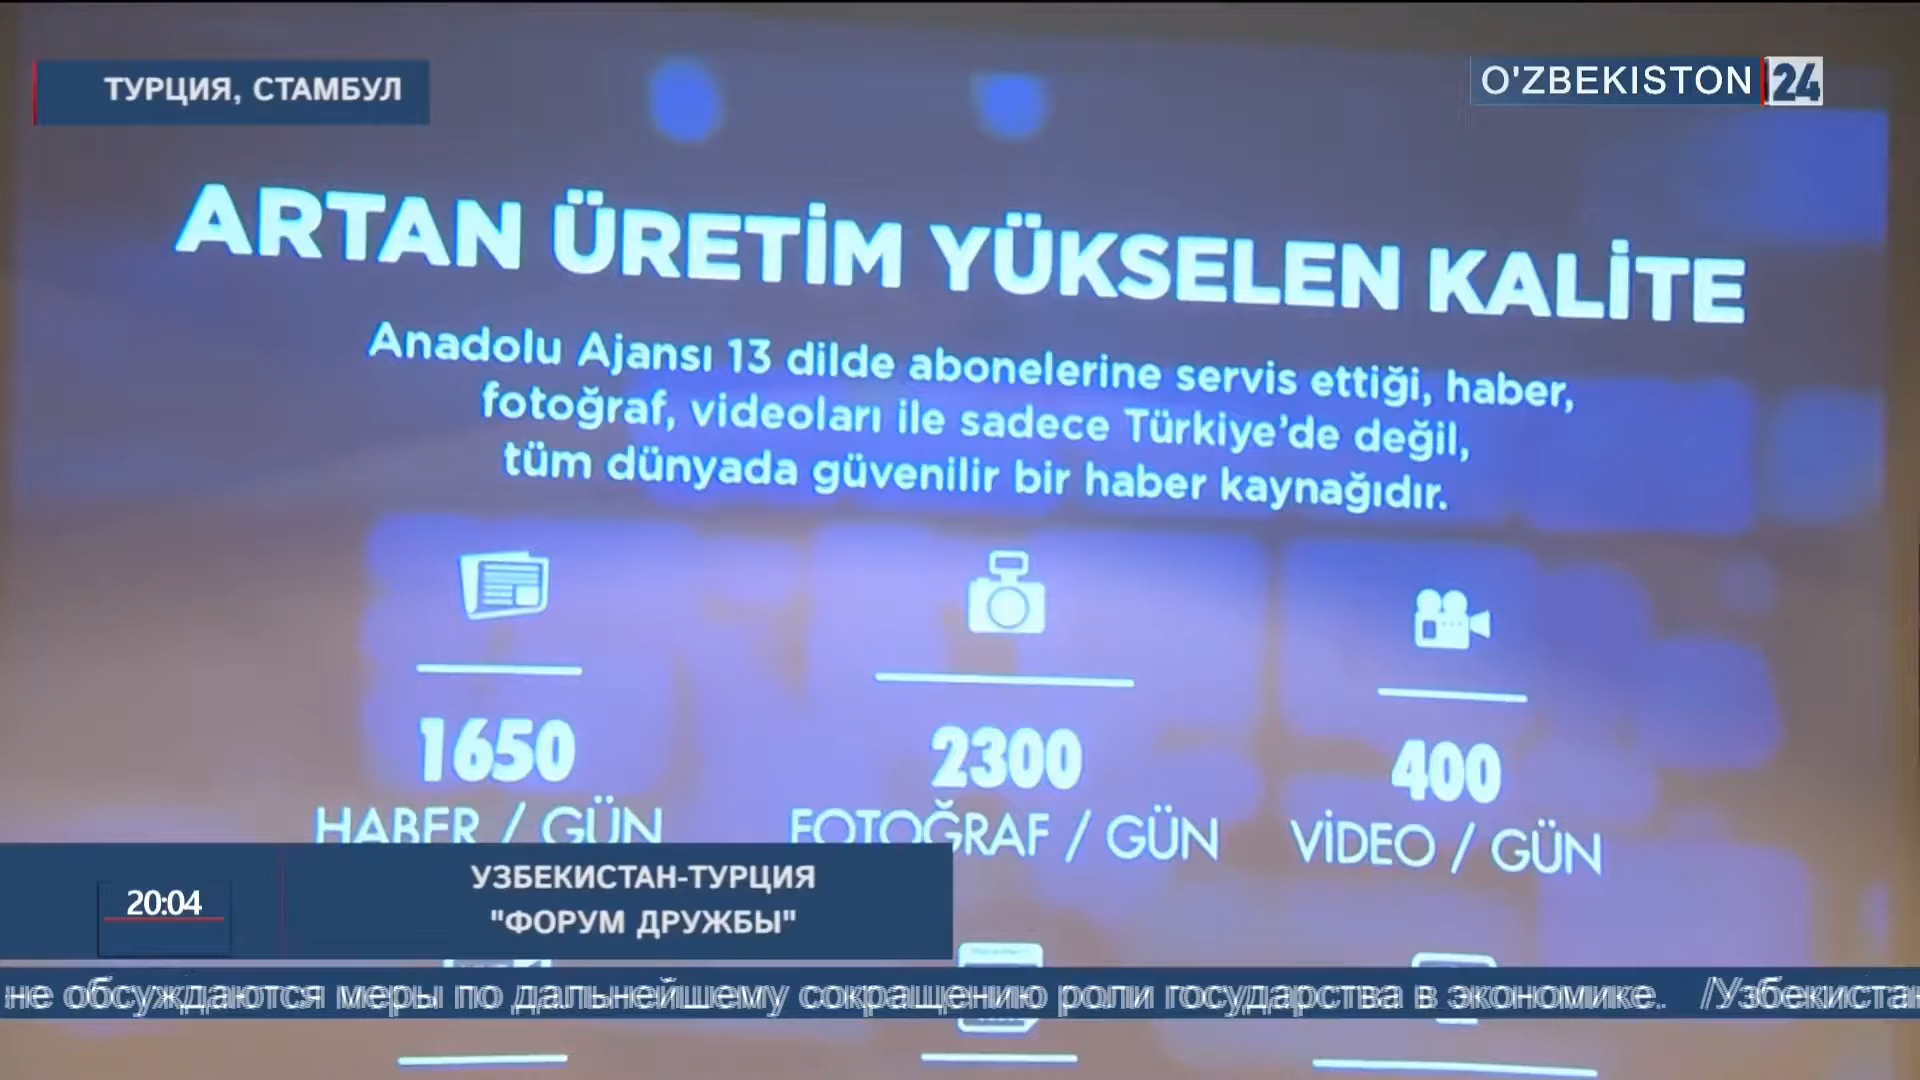 ТУРЦИЯ, СТАМБУЛ
O'ZBEKISTON 24
ARTAN ÜRETİM YÜKSELEN KALİTE
Anadolu Ajansı 13 dilde abonelerine servis ettiği, haber,
fotoğraf, videoları ile sadece Türkiye'de değil,
tüm dünyada güvenilir bir haber kaynağıdır.
1650 2300 400
HABER / GÜN FOTOĞRAF / GÜN VİDEO / GÜN
20:04
УЗБЕКИСТАН-ТУРЦИЯ
"ФОРУМ ДРУЖБЫ"
не обсуждаются меры по дальнейшему сокращению роли государства в экономике. /Узбекистан